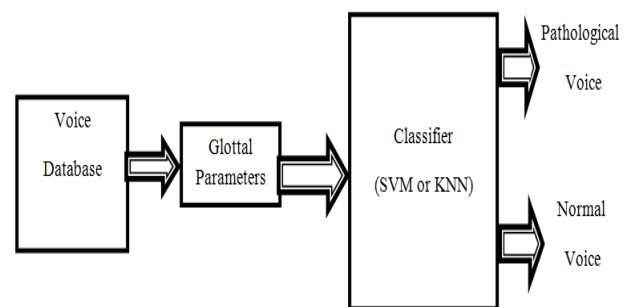 Voice
Database
Glottal
Parameters
Classifier
(SVM or KNN)
Pathological
Voice
Normal
Voice